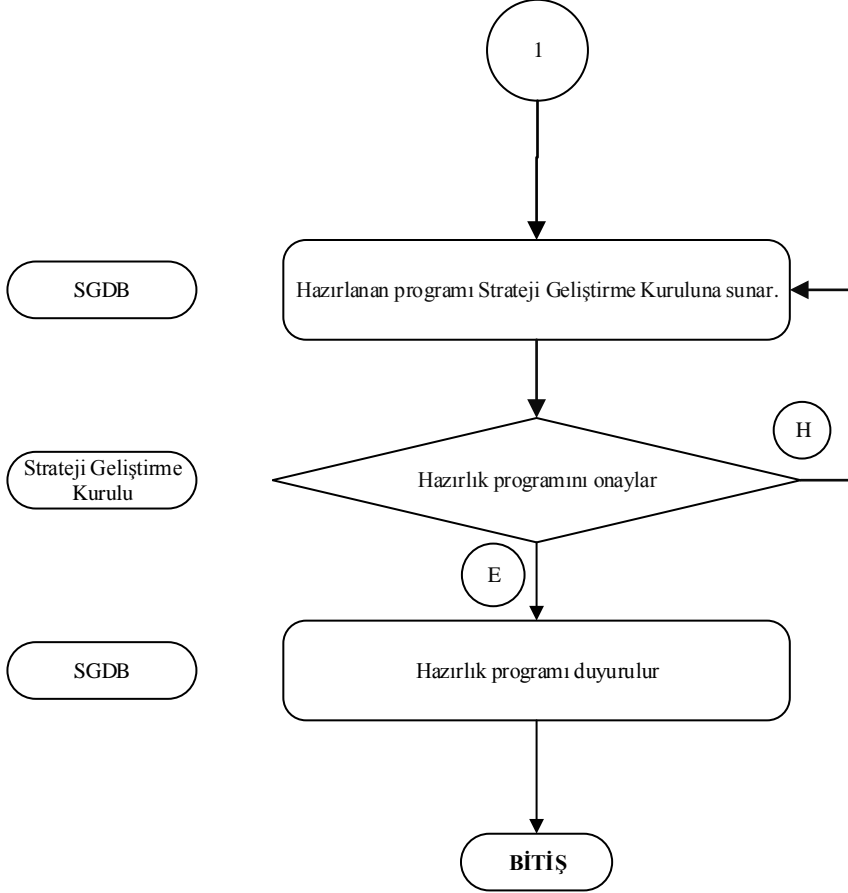 1
SGDB
Hazırlanan programı Strateji Geliştirme Kuruluna sunar.
H
Strateji Geliştirme
Kurulu
Hazırlık programını onaylar
E
SGDB
Hazırlık programı duyurulur
BİTİŞ